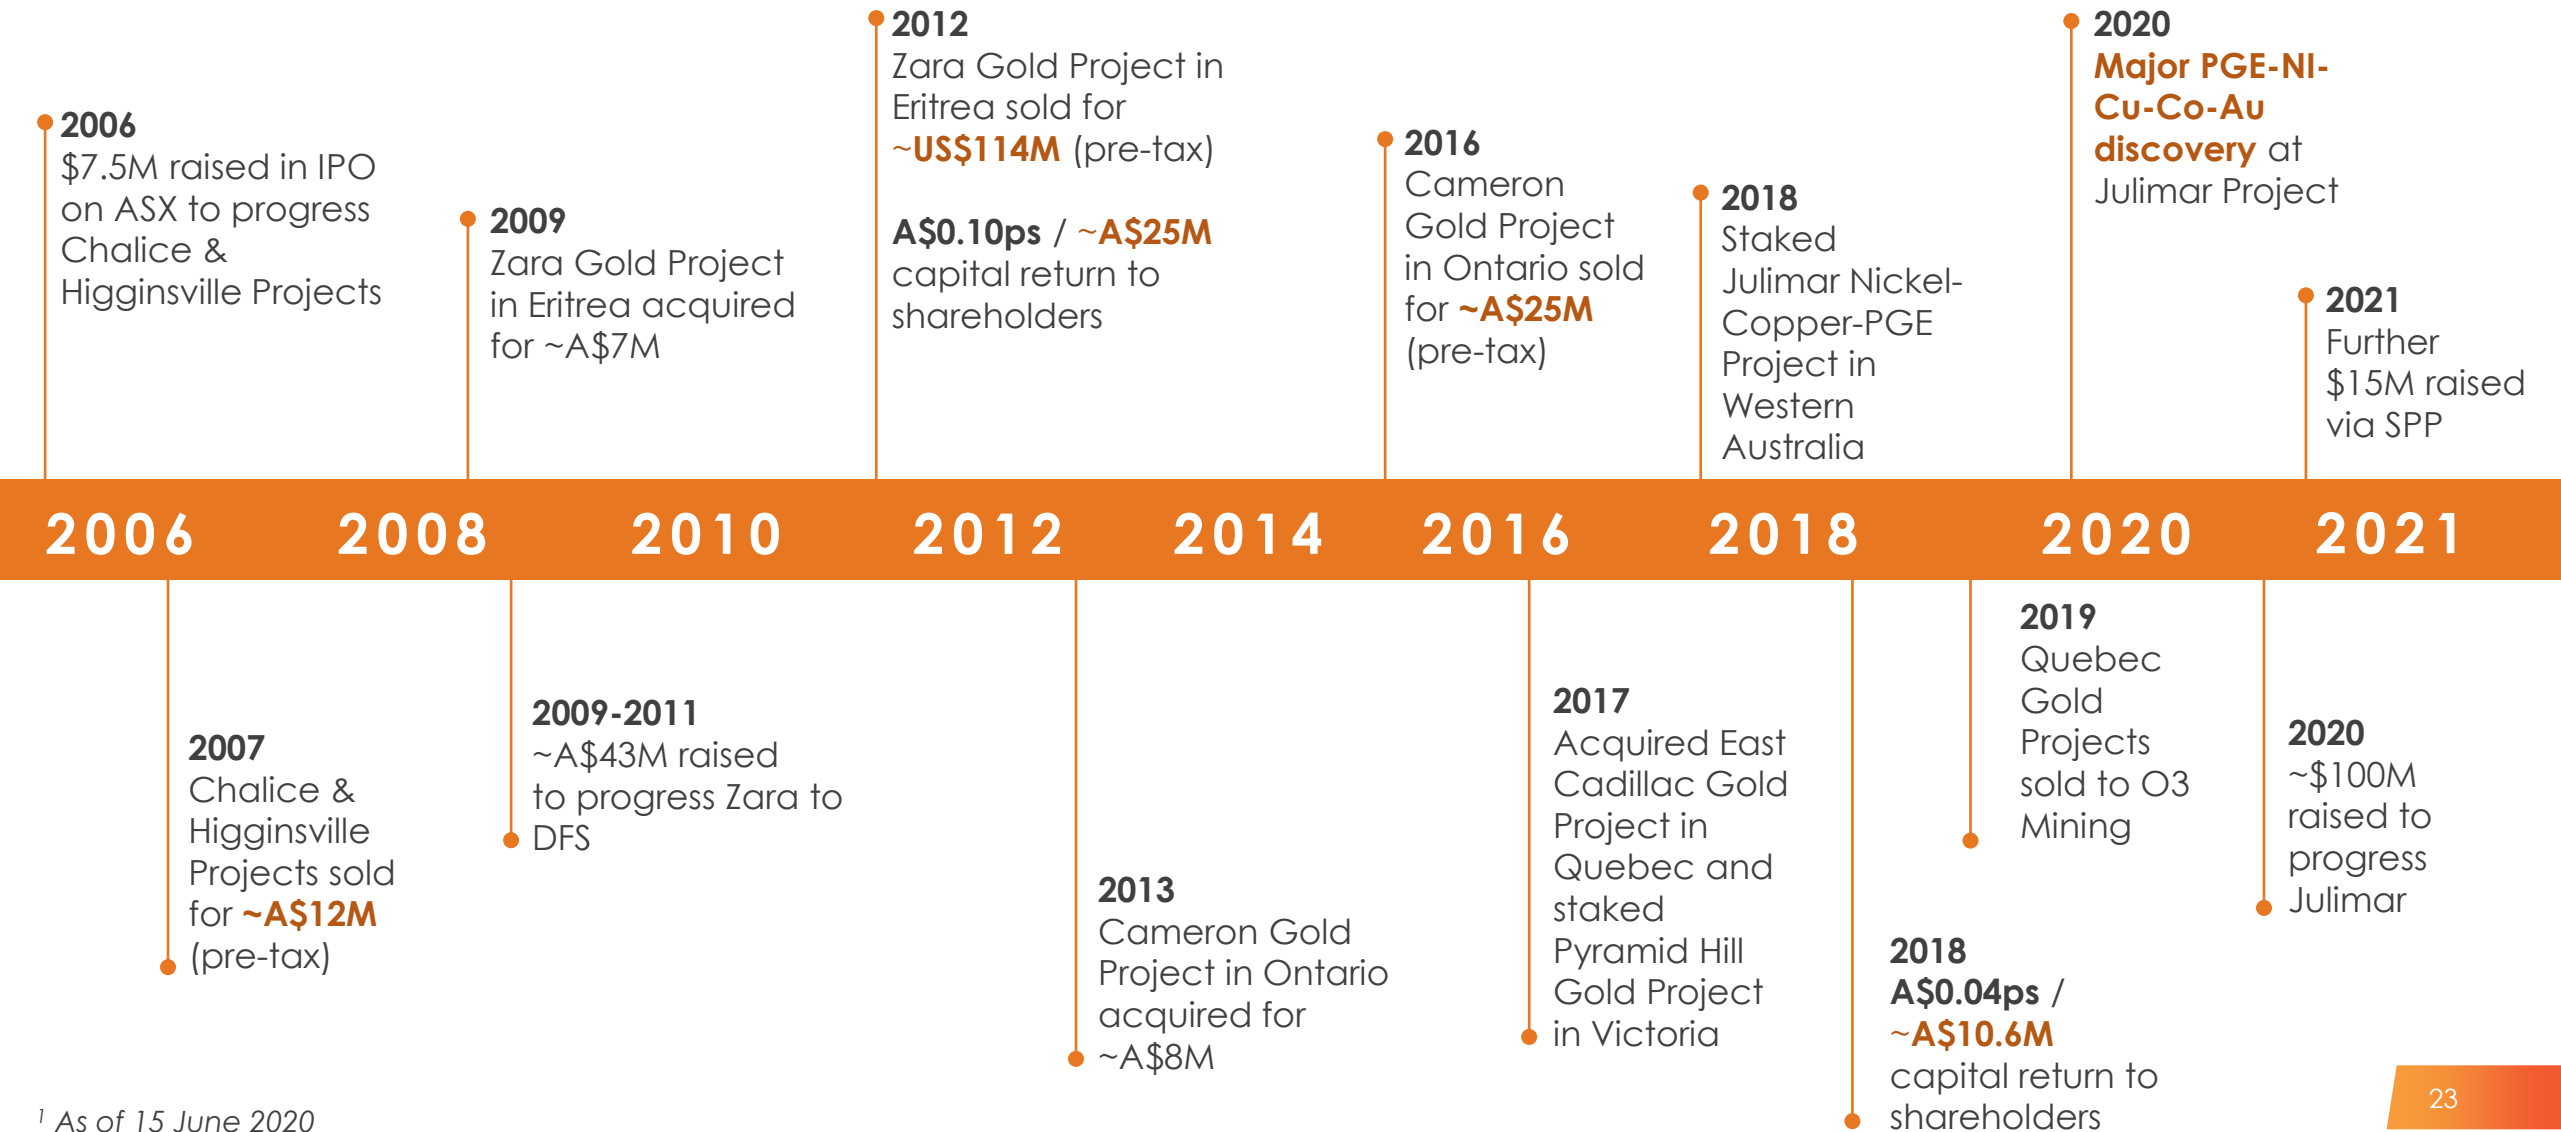 2006
$7.5M raised in IPO
on ASX to progress
Chalice &
Higginsville Projects
2009
Zara Gold Project
in Eritrea acquired
for ~A$7M
2012
Zara Gold Project in
Eritrea sold for
~US$114M (pre-tax)
A$0.10ps / ~A$25M
capital return to
shareholders
2016
Cameron
Gold Project
in Ontario sold
for ~A$25M
(pre-tax)
2018
Staked
Julimar Nickel-
Copper-PGE
Project in
Western
Australia
2020
Major PGE-NI-
Cu-Co-Au
discovery at
Julimar Project
2021
Further
$15M raised
via SPP
2006 2008 2010 2012 2014 2016 2018 2020 2021
2007
Chalice &
Higginsville
Projects sold
for ~A$12M
(pre-tax)
2009-2011
~A$43M raised
to progress Zara to
DFS
2013
Cameron Gold
Project in Ontario
acquired for
~A$8M
2017
Acquired East
Cadillac Gold
Project in
Quebec and
staked
Pyramid Hill
Gold Project
in Victoria
2018
A$0.04ps /
~A$10.6M
capital return to
shareholders
2019
Quebec
Gold
Projects
sold to O3
Mining
2020
~$100M
raised to
progress
Julimar
1 As of 15 June 2020
23